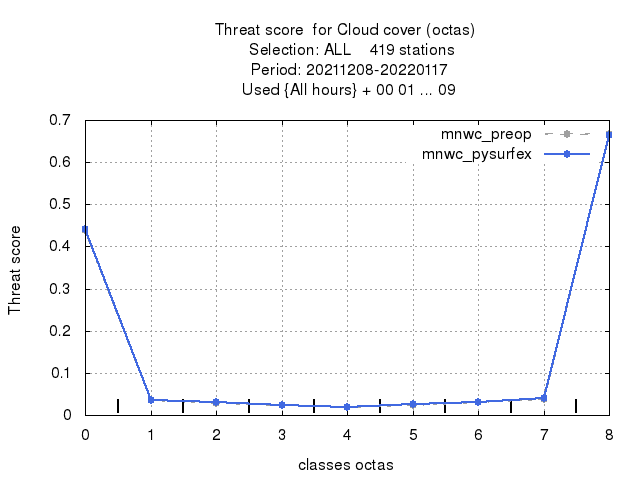 Threat score  for Cloud cover (octas)
Selection: ALL    419 stations
Period: 20211208-20220117
Used {All hours} + 00 01 ... 09
mnwc_preop
mnwc_pysurfex
Threat score
0.7
0.6
0.5
0.4
0.3
0.2
0.1
0
0 1 2 3 4 5 6 7 8
classes octas